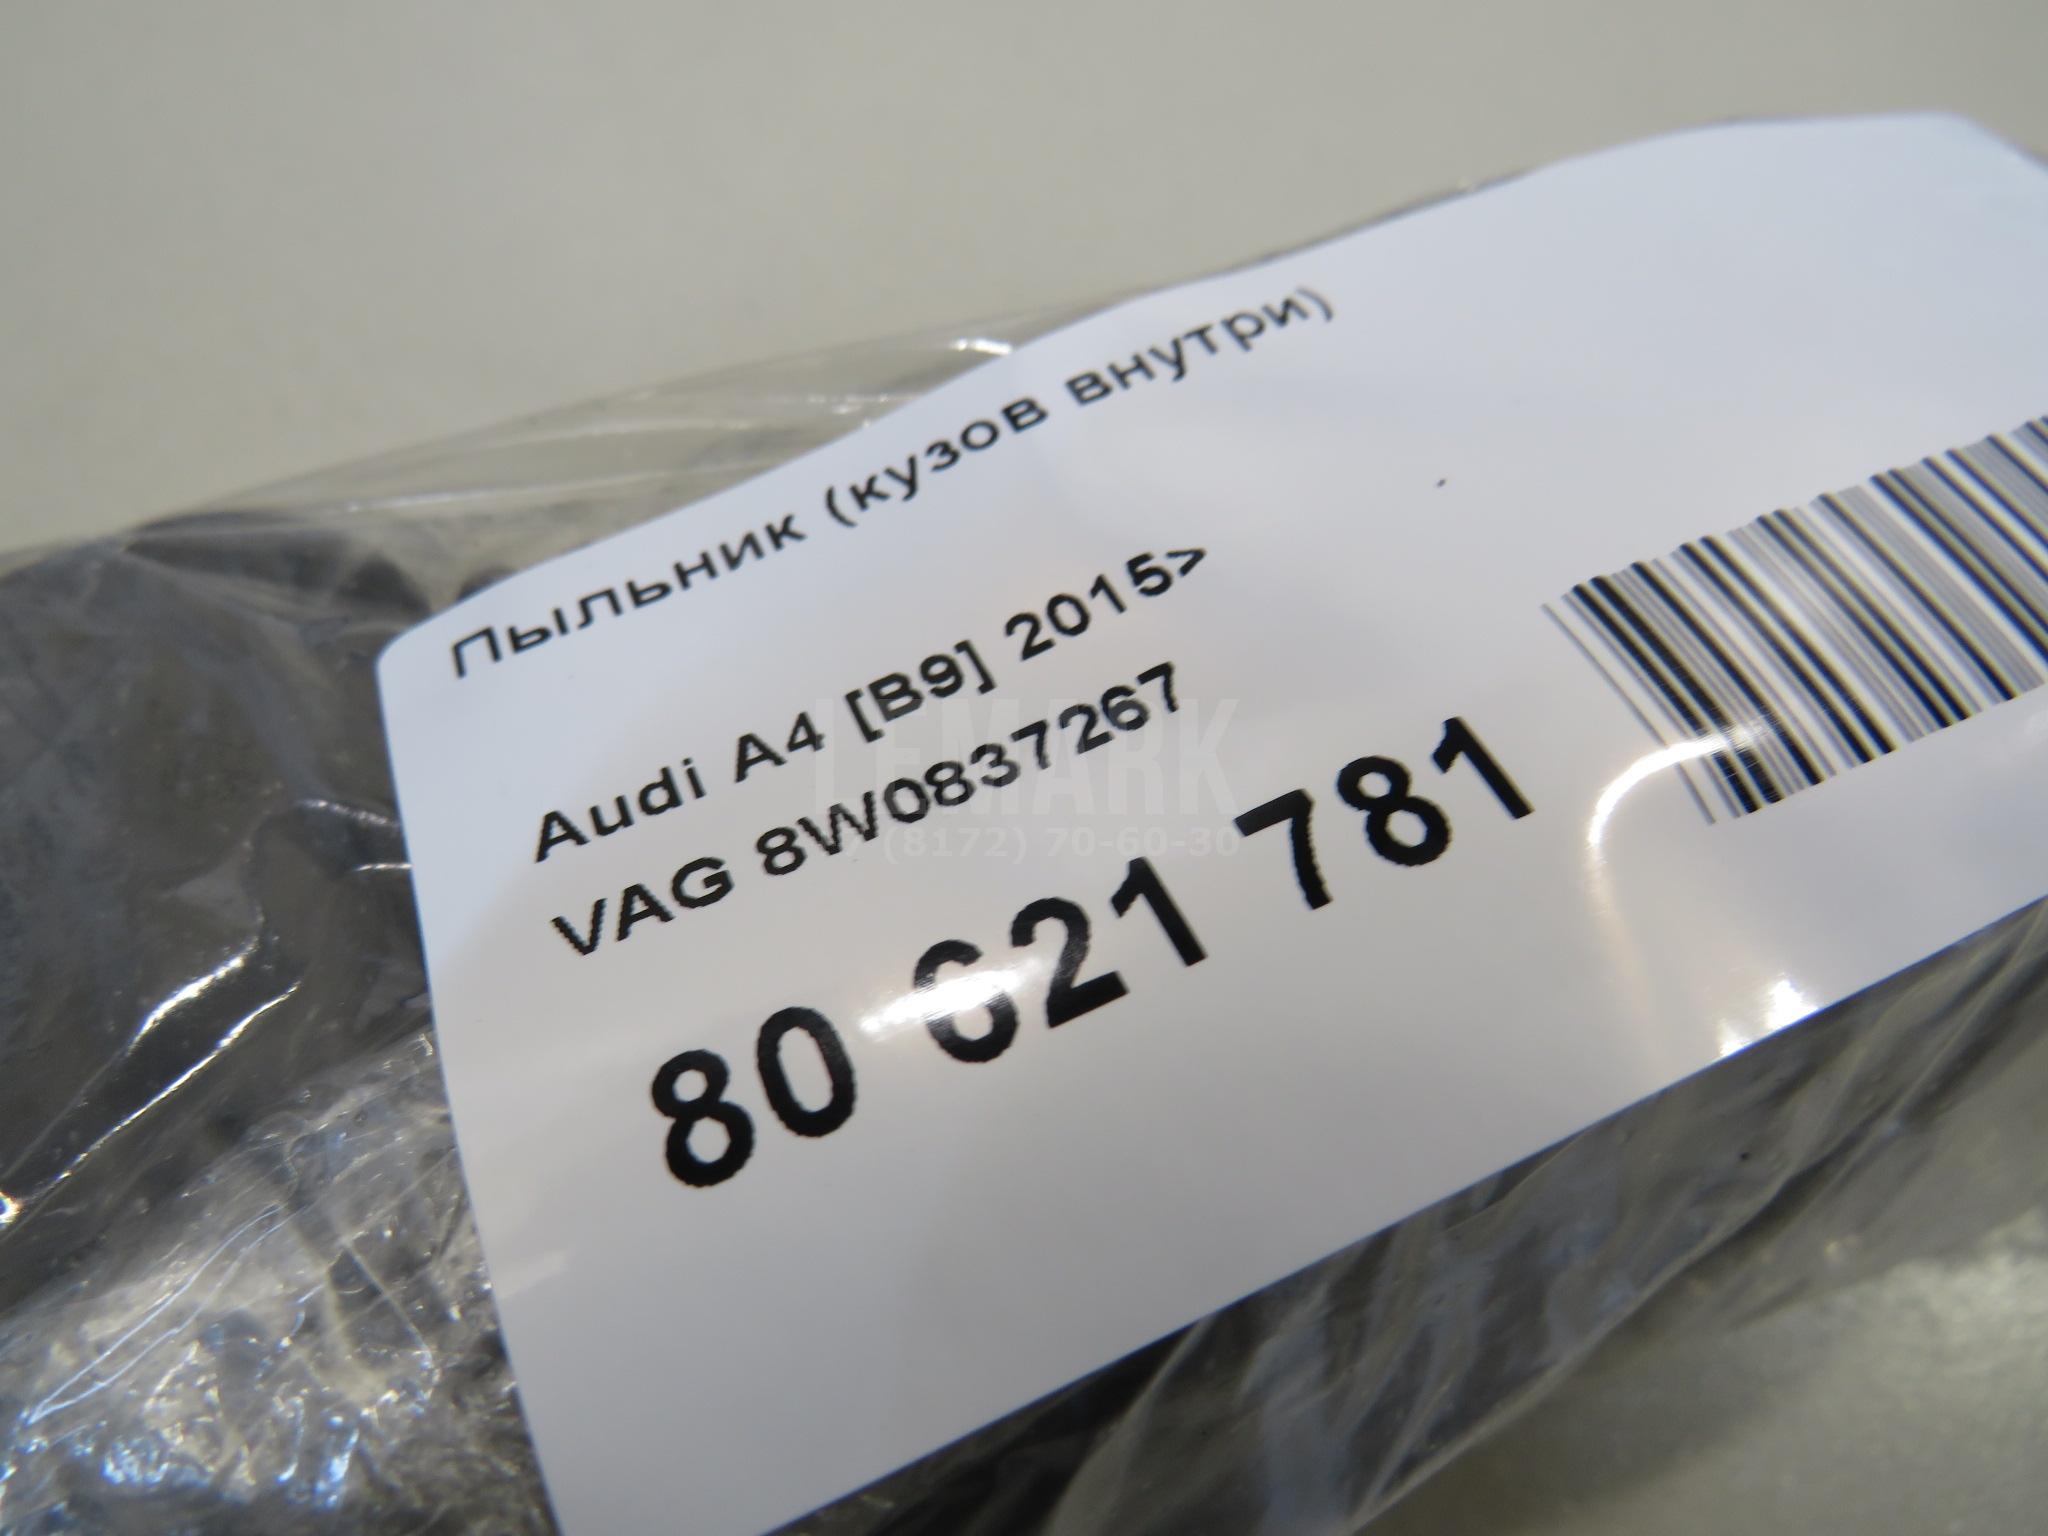 Пыльник (кузов внутри)
Audi A4 [B9] 2015>
VAG 8W0837267
80 621 781
LEMARK
(8172) 70-60-30